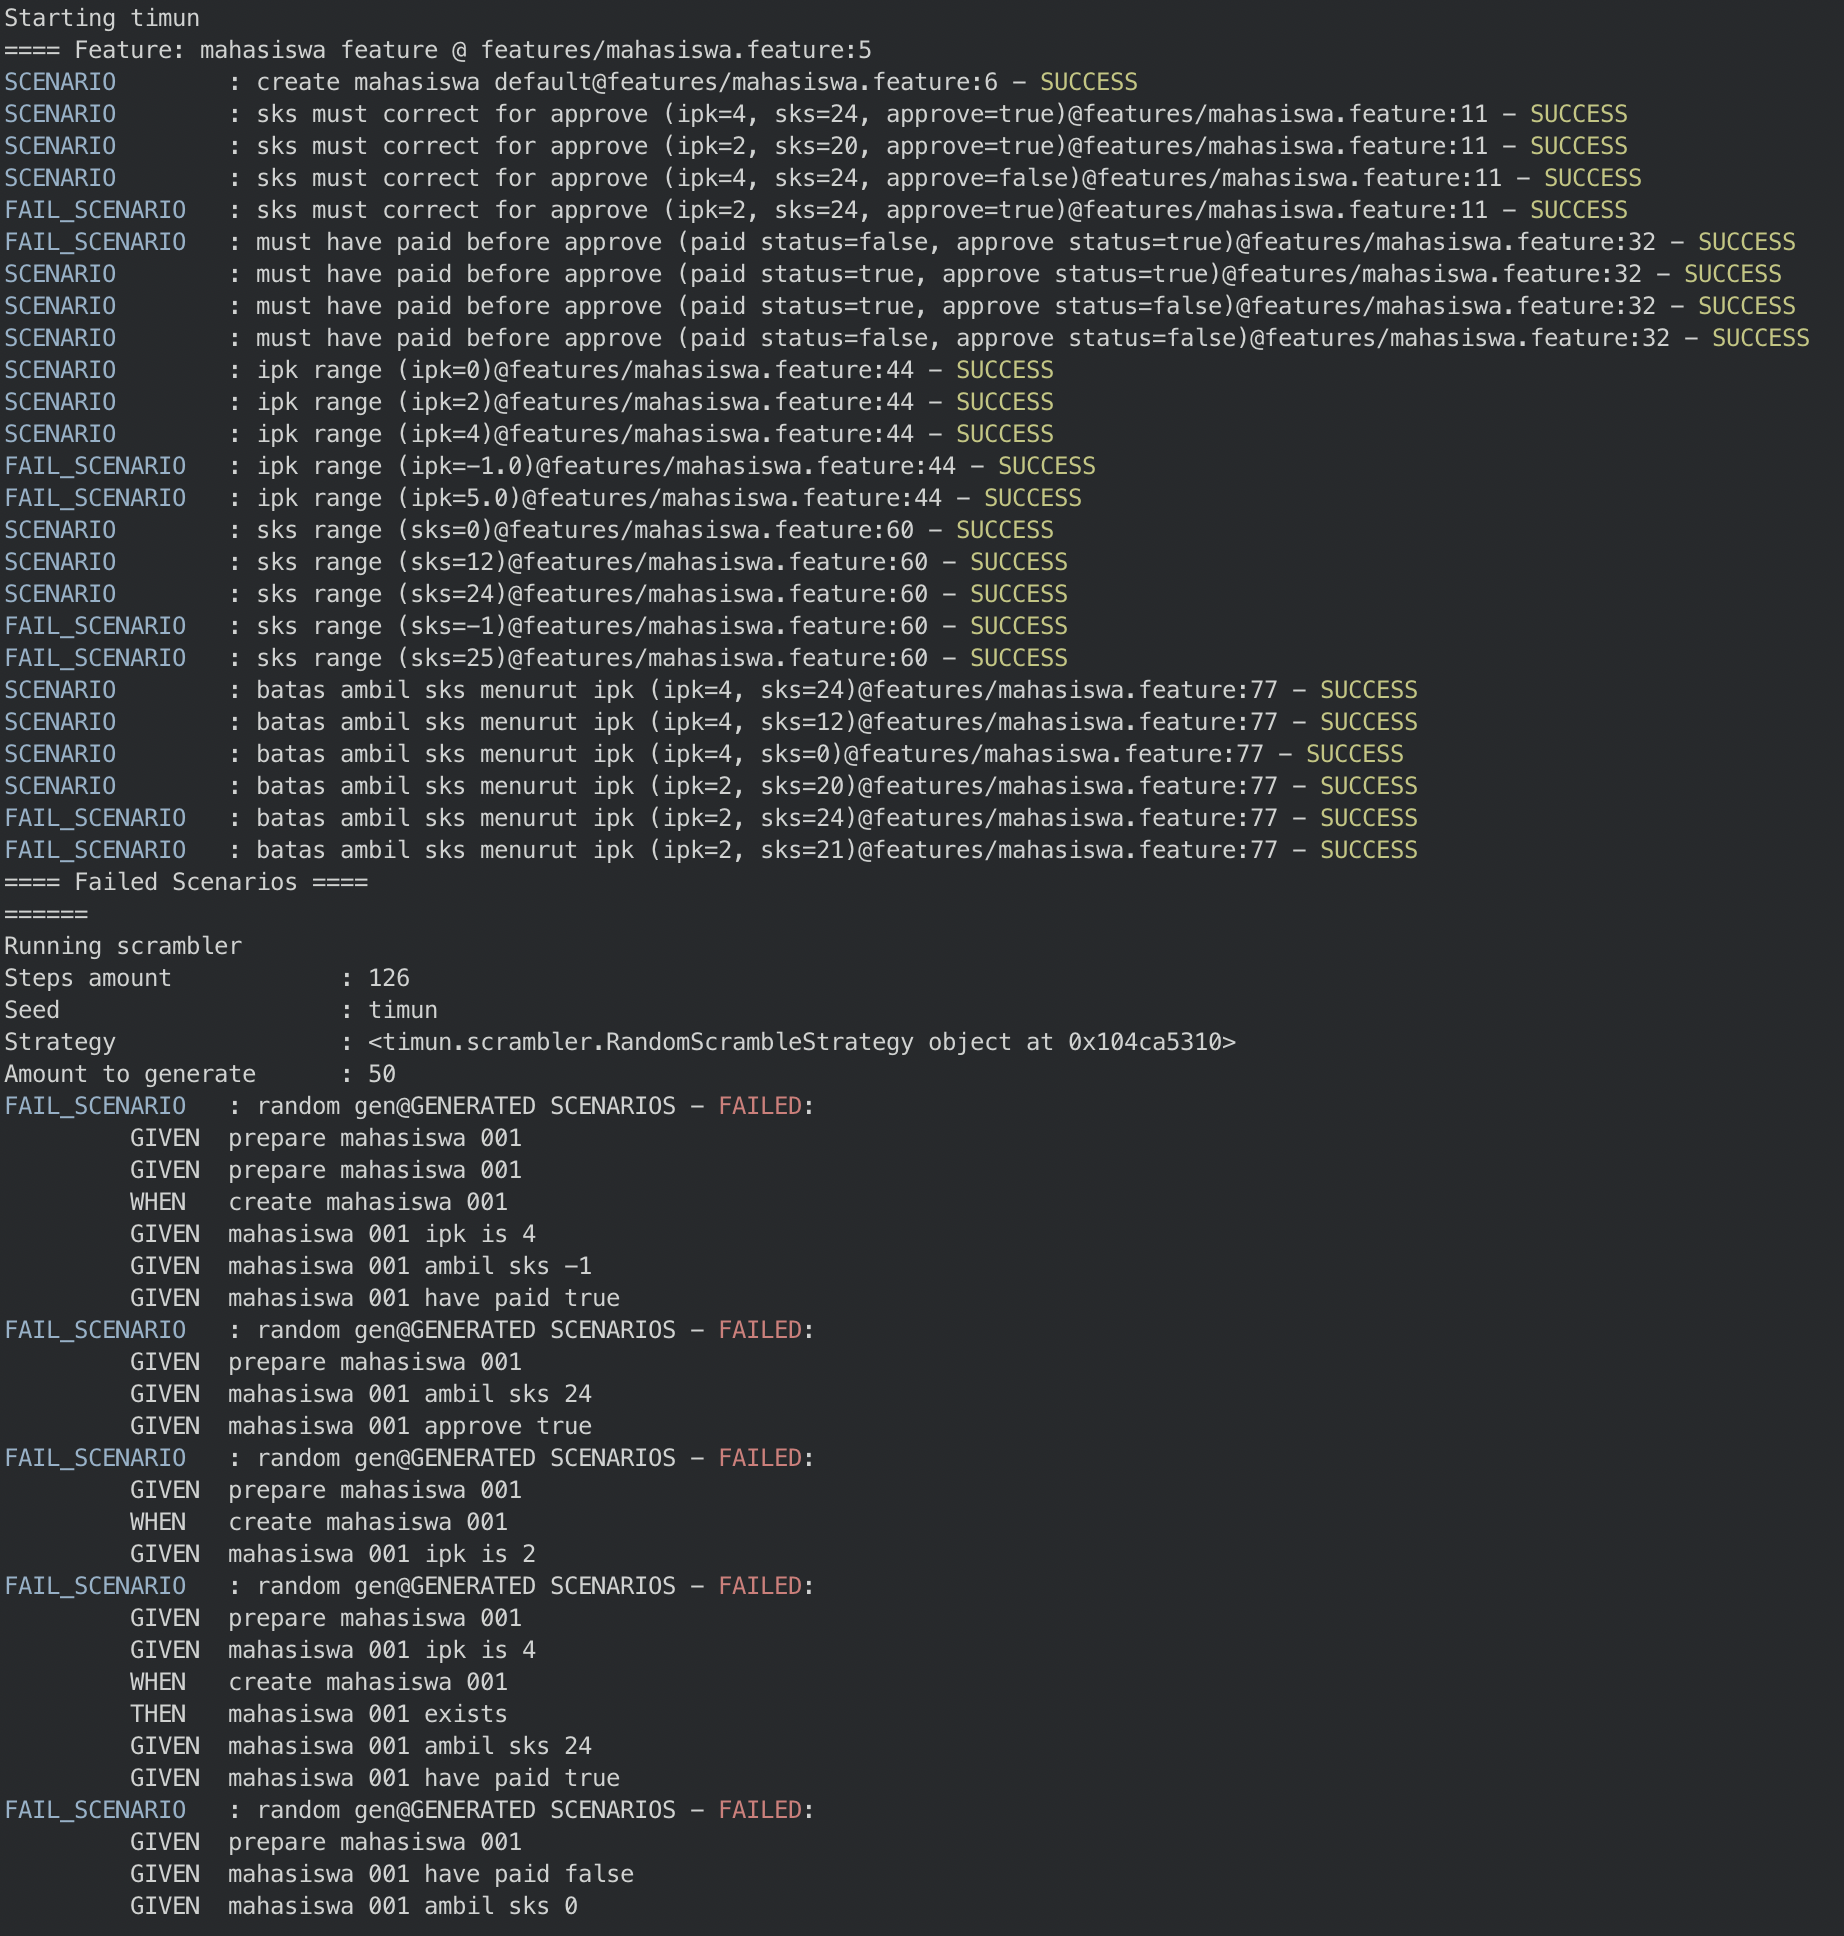 Starting timun
==== Feature: mahasiswa feature @ features/mahasiswa.feature:5
SCENARIO        : create mahasiswa default@features/mahasiswa.feature:6 – SUCCESS
SCENARIO        : sks must correct for approve (ipk=4, sks=24, approve=true)@features/mahasiswa.feature:11 – SUCCESS
SCENARIO        : sks must correct for approve (ipk=2, sks=20, approve=true)@features/mahasiswa.feature:11 – SUCCESS
SCENARIO        : sks must correct for approve (ipk=4, sks=24, approve=false)@features/mahasiswa.feature:11 – SUCCESS
FAIL_SCENARIO   : sks must correct for approve (ipk=2, sks=24, approve=true)@features/mahasiswa.feature:11 – SUCCESS
FAIL_SCENARIO   : must have paid before approve (paid status=false, approve status=true)@features/mahasiswa.feature:32 – SUCCESS
SCENARIO        : must have paid before approve (paid status=true, approve status=true)@features/mahasiswa.feature:32 – SUCCESS
SCENARIO        : must have paid before approve (paid status=true, approve status=false)@features/mahasiswa.feature:32 – SUCCESS
SCENARIO        : must have paid before approve (paid status=false, approve status=false)@features/mahasiswa.feature:32 – SUCCESS
SCENARIO        : ipk range (ipk=0)@features/mahasiswa.feature:44 – SUCCESS
SCENARIO        : ipk range (ipk=2)@features/mahasiswa.feature:44 – SUCCESS
SCENARIO        : ipk range (ipk=4)@features/mahasiswa.feature:44 – SUCCESS
FAIL_SCENARIO   : ipk range (ipk=–1.0)@features/mahasiswa.feature:44 – SUCCESS
FAIL_SCENARIO   : ipk range (ipk=5.0)@features/mahasiswa.feature:44 – SUCCESS
SCENARIO        : sks range (sks=0)@features/mahasiswa.feature:60 – SUCCESS
SCENARIO        : sks range (sks=12)@features/mahasiswa.feature:60 – SUCCESS
SCENARIO        : sks range (sks=24)@features/mahasiswa.feature:60 – SUCCESS
FAIL_SCENARIO   : sks range (sks=–1)@features/mahasiswa.feature:60 – SUCCESS
FAIL_SCENARIO   : sks range (sks=25)@features/mahasiswa.feature:60 – SUCCESS
SCENARIO        : batas ambil sks menurut ipk (ipk=4, sks=24)@features/mahasiswa.feature:77 – SUCCESS
SCENARIO        : batas ambil sks menurut ipk (ipk=4, sks=12)@features/mahasiswa.feature:77 – SUCCESS
SCENARIO        : batas ambil sks menurut ipk (ipk=4, sks=0)@features/mahasiswa.feature:77 – SUCCESS
SCENARIO        : batas ambil sks menurut ipk (ipk=2, sks=20)@features/mahasiswa.feature:77 – SUCCESS
FAIL_SCENARIO   : batas ambil sks menurut ipk (ipk=2, sks=24)@features/mahasiswa.feature:77 – SUCCESS
FAIL_SCENARIO   : batas ambil sks menurut ipk (ipk=2, sks=21)@features/mahasiswa.feature:77 – SUCCESS
==== Failed Scenarios ====
======
Running scrambler
Steps amount            : 126
Seed                    : timun
Strategy                : <timun.scrambler.RandomScrambleStrategy object at 0x104ca5310>
Amount to generate      : 50
FAIL_SCENARIO   : random gen@GENERATED SCENARIOS – FAILED:
         GIVEN  prepare mahasiswa 001
         GIVEN  prepare mahasiswa 001
         WHEN   create mahasiswa 001
         GIVEN  mahasiswa 001 ipk is 4
         GIVEN  mahasiswa 001 ambil sks –1
         GIVEN  mahasiswa 001 have paid true
FAIL_SCENARIO   : random gen@GENERATED SCENARIOS – FAILED:
         GIVEN  prepare mahasiswa 001
         GIVEN  mahasiswa 001 ambil sks 24
         GIVEN  mahasiswa 001 approve true
FAIL_SCENARIO   : random gen@GENERATED SCENARIOS – FAILED:
         GIVEN  prepare mahasiswa 001
         WHEN   create mahasiswa 001
         GIVEN  mahasiswa 001 ipk is 2
FAIL_SCENARIO   : random gen@GENERATED SCENARIOS – FAILED:
         GIVEN  prepare mahasiswa 001
         GIVEN  mahasiswa 001 ipk is 4
         WHEN   create mahasiswa 001
         THEN   mahasiswa 001 exists
         GIVEN  mahasiswa 001 ambil sks 24
         GIVEN  mahasiswa 001 have paid true
FAIL_SCENARIO   : random gen@GENERATED SCENARIOS – FAILED:
         GIVEN  prepare mahasiswa 001
         GIVEN  mahasiswa 001 have paid false
         GIVEN  mahasiswa 001 ambil sks 0